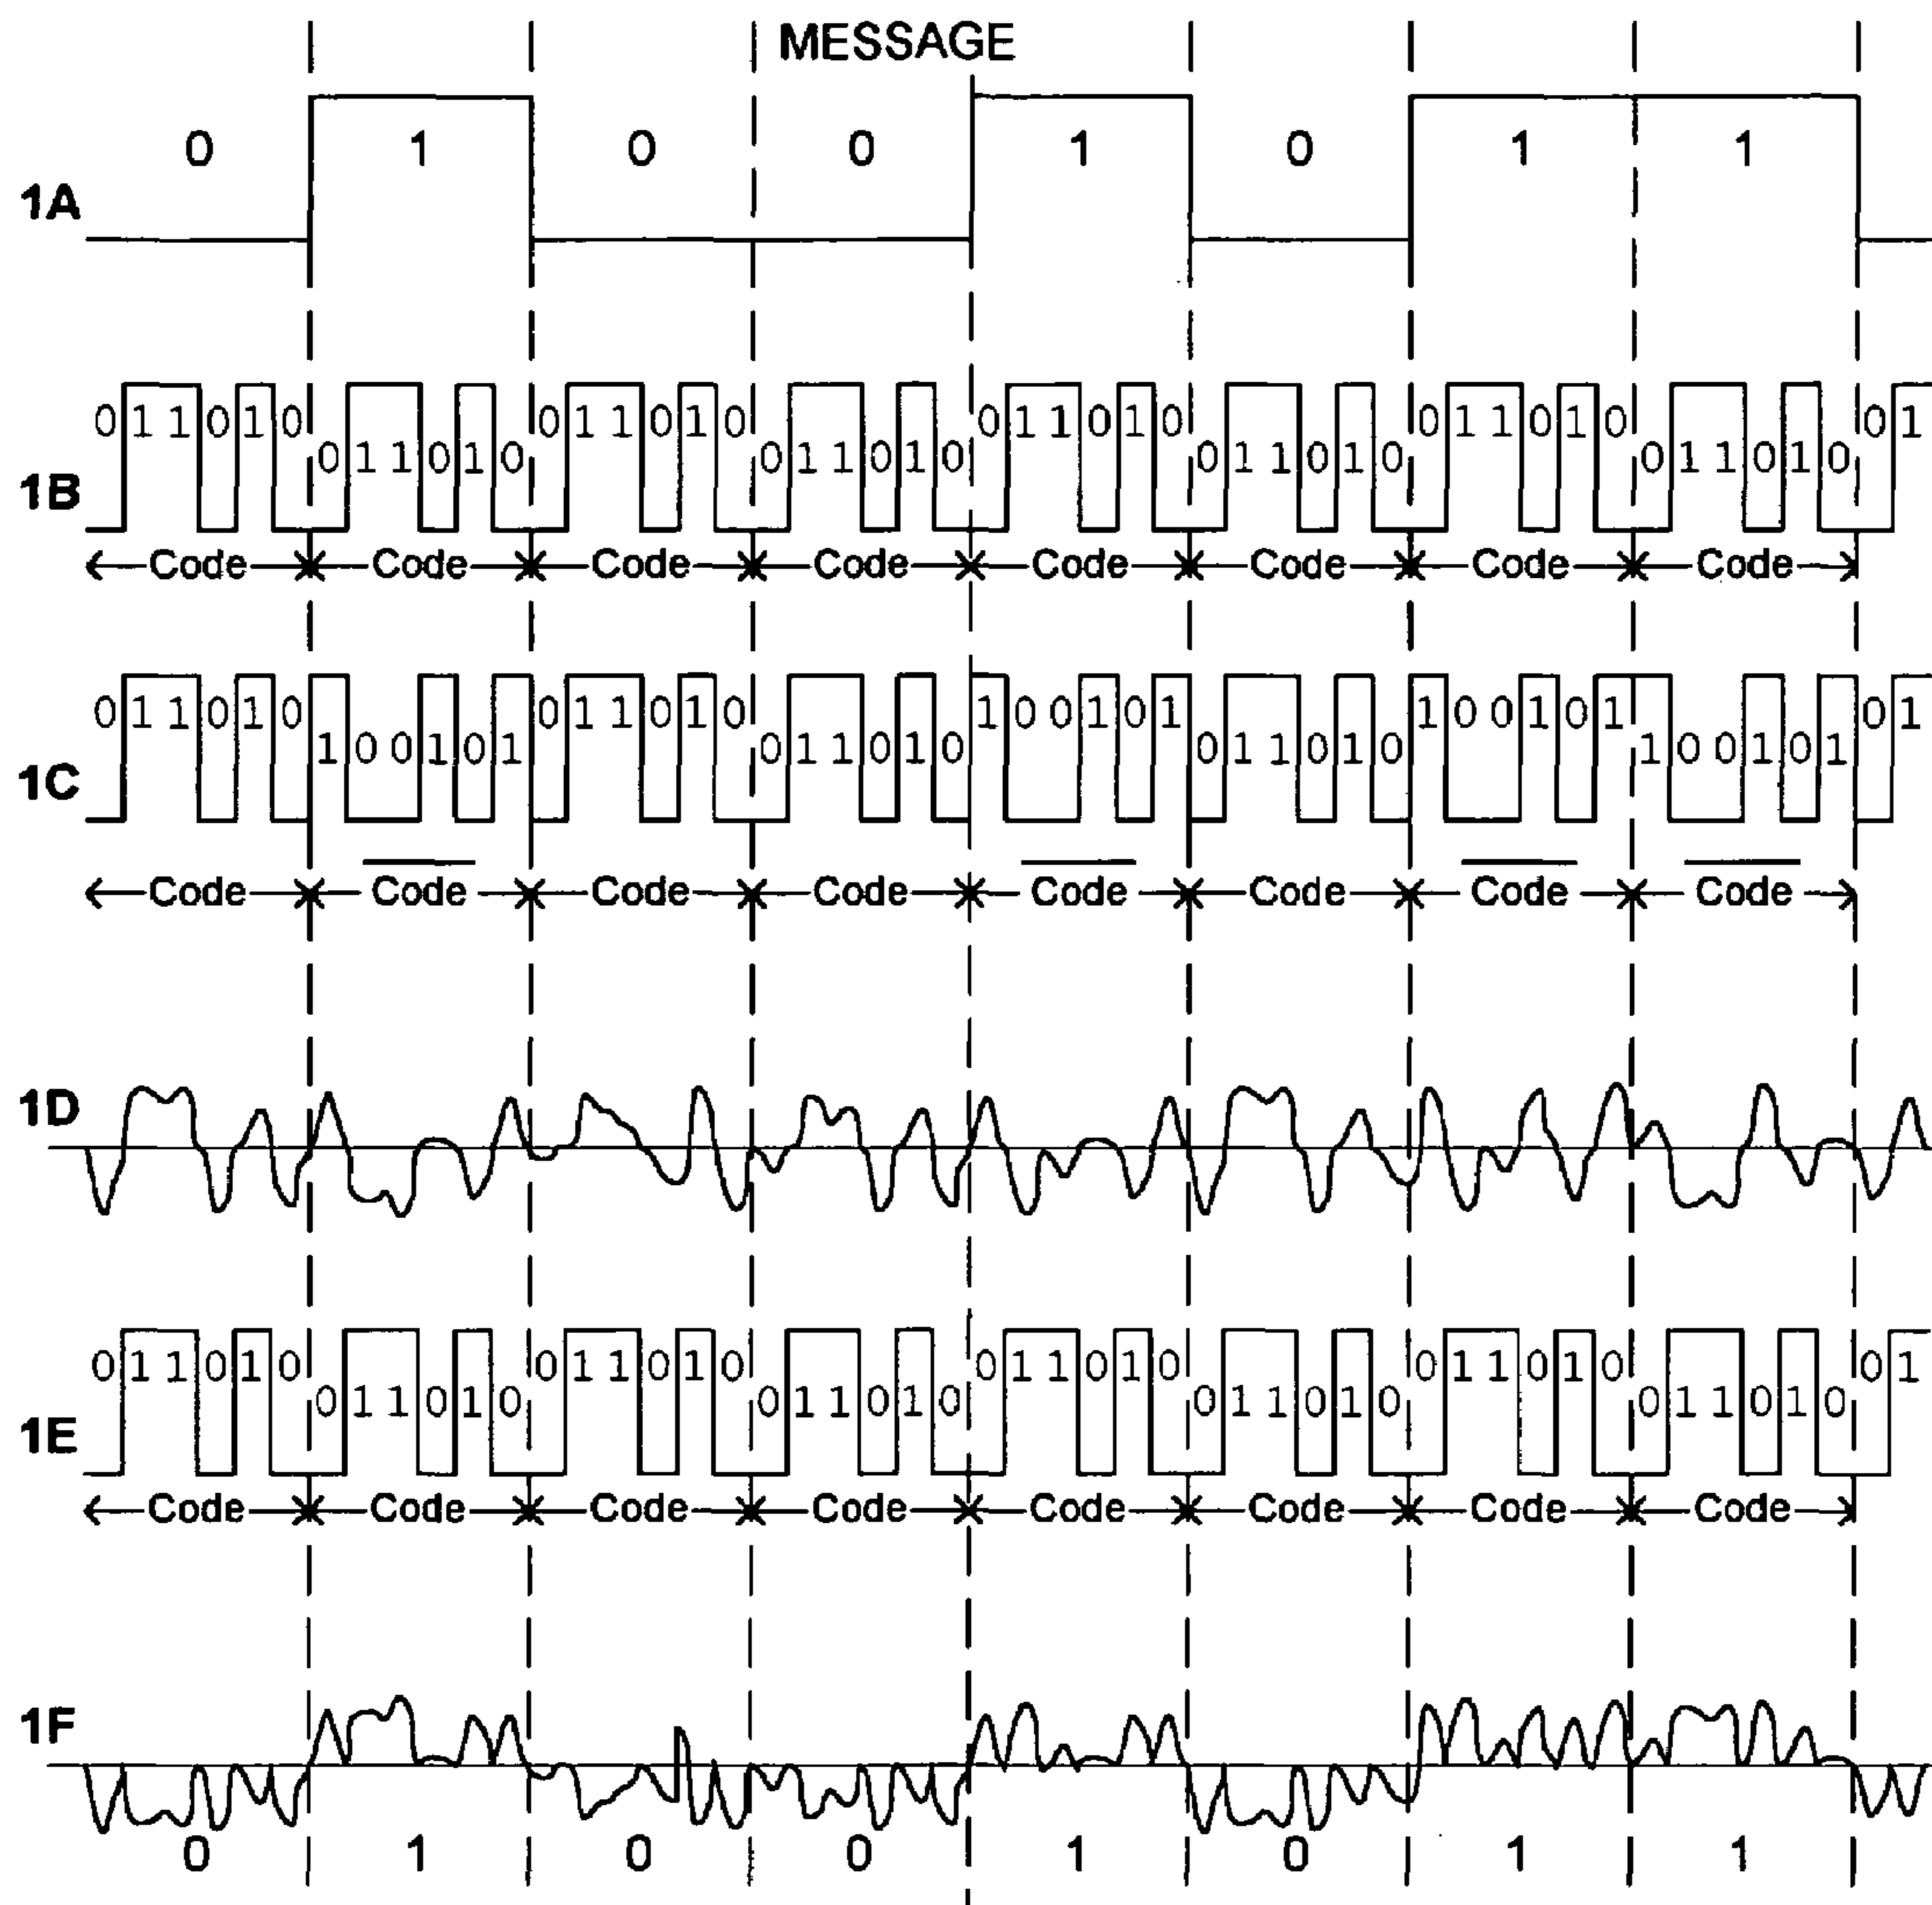 MESSAGE
0 1 0 0 1 0 1 1
1A
0 1 1 0 1 0 0 1 1 0 1 0 0 1 1 0 1 0 0 1 1 0 1 0 0 1 1 0 1 0 0 1 1 0 1 0 0 1 1 0 1 0 0 1 1 0 1 0 0 1
1B
Code Code Code Code Code Code Code Code
0 1 1 0 1 0 1 0 0 1 0 1 0 1 1 0 1 0 0 1 1 0 1 0 1 0 0 1 0 1 0 1 1 0 1 0 1 0 0 1 0 1 1 0 0 1 0 1 0 1
1C
Code Code Code Code Code Code Code Code
1D
0 1 1 0 1 0 0 1 1 0 1 0 0 1 1 0 1 0 0 1 1 0 1 0 0 1 1 0 1 0 0 1 1 0 1 0 0 1 1 0 1 0 0 1 1 0 1 0 0 1
1E
Code Code Code Code Code Code Code Code
1F
0 1 0 0 1 0 1 1